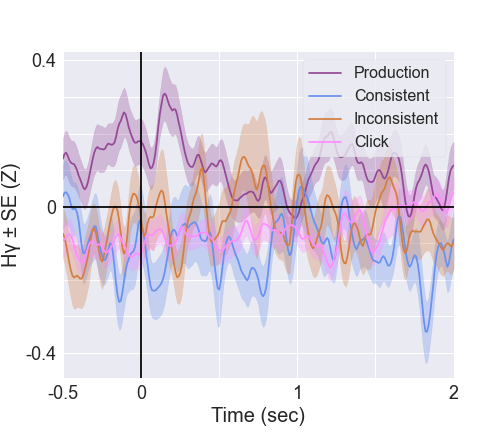 Production
Consistent
Inconsistent
Click
0.4
0
-0.4
Hγ ± SE (Z)
-0.5 0 1 2
Time (sec)